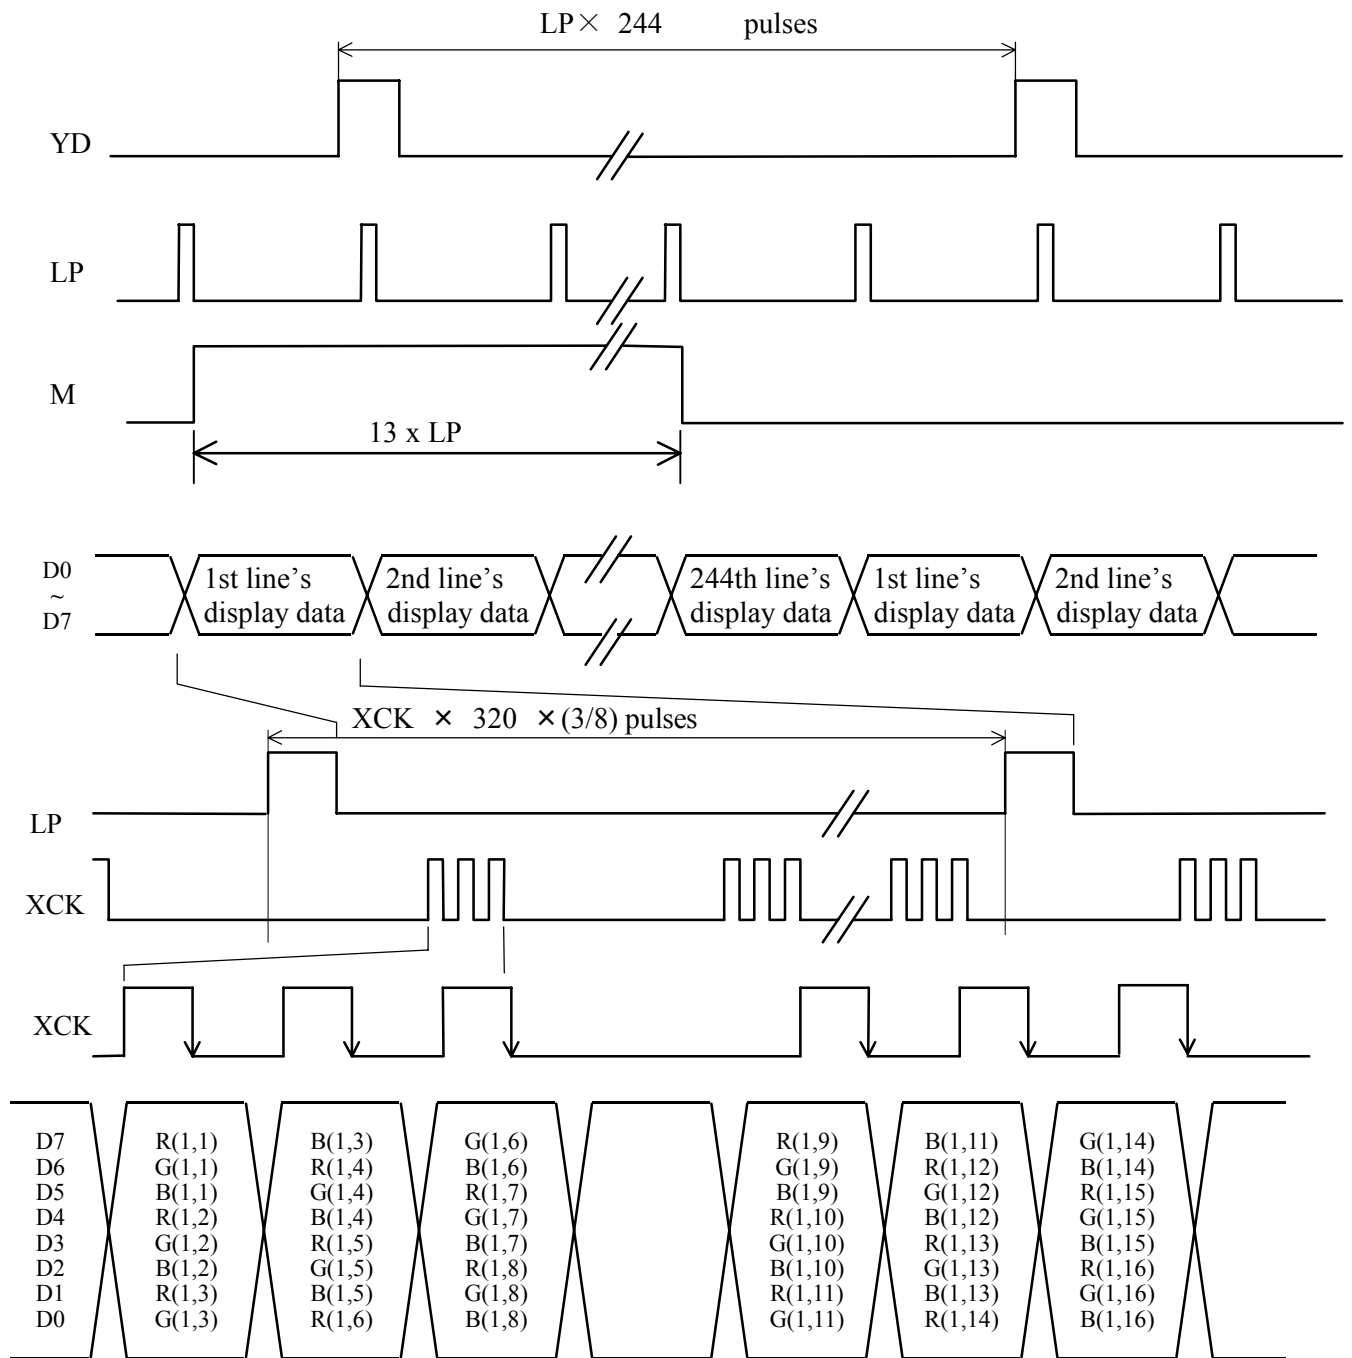 LP× 244 pulses
YD
LP
M
13 x LP
D0
~
D7
1st line’s
display data
2nd line’s
display data
244th line’s
display data
1st line’s
display data
2nd line’s
display data
XCK × 320 ×(3/8) pulses
LP
XCK
XCK
D7 R(1,1) B(1,3) G(1,6) R(1,9) B(1,11) G(1,14)
D6 G(1,1) R(1,4) B(1,6) G(1,9) R(1,12) B(1,14)
D5 B(1,1) G(1,4) R(1,7) B(1,9) G(1,12) R(1,15)
D4 R(1,2) B(1,4) G(1,7) R(1,10) B(1,12) G(1,15)
D3 G(1,2) R(1,5) B(1,7) G(1,10) R(1,13) B(1,15)
D2 B(1,2) G(1,5) R(1,8) B(1,10) G(1,13) R(1,16)
D1 R(1,3) B(1,5) G(1,8) R(1,11) B(1,13) G(1,16)
D0 G(1,3) R(1,6) B(1,8) G(1,11) R(1,14) B(1,16)